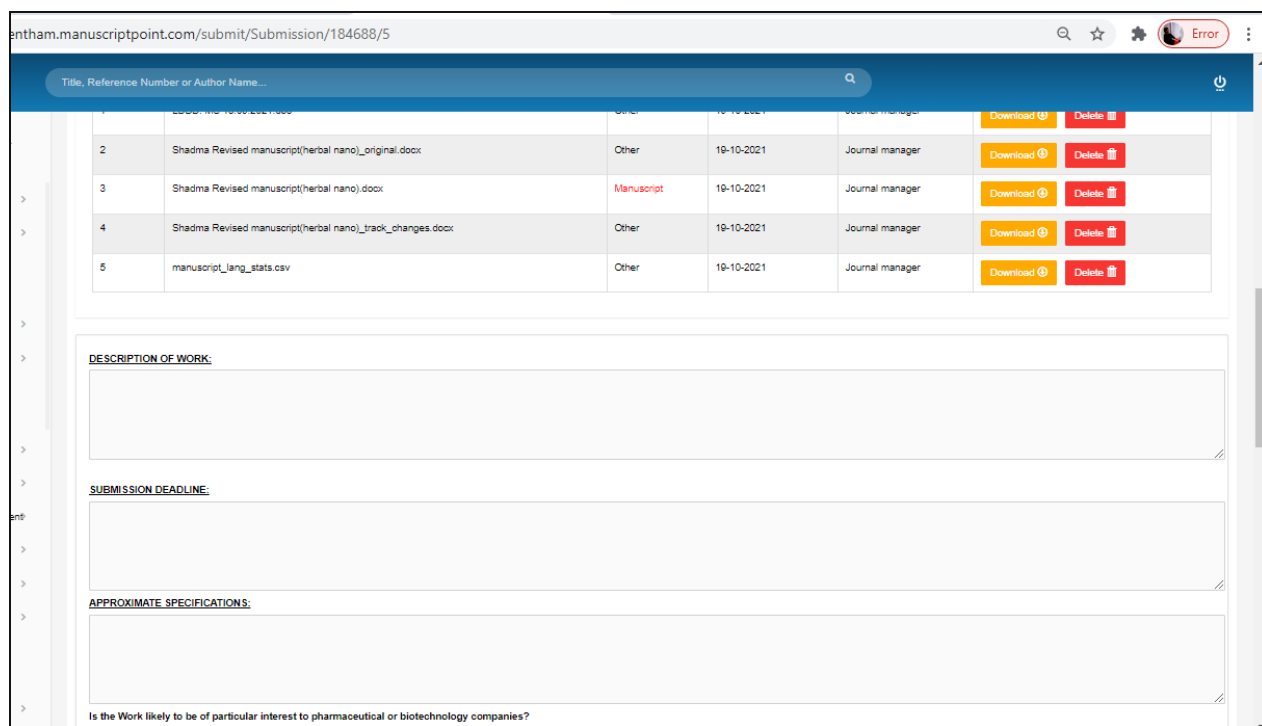 entham.manuscriptpoint.com/submit/Submission/184688/5
Error
Title, Reference Number or Author Name...
Download Delete
2 Shadma Revised manuscript(herbal nano)_original.docx Other 19-10-2021 Journal manager Download Delete
3 Shadma Revised manuscript(herbal nano).docx Manuscript 19-10-2021 Journal manager Download Delete
4 Shadma Revised manuscript(herbal nano)_track_changes.docx Other 19-10-2021 Journal manager Download Delete
5 manuscript_lang_stats.csv Other 19-10-2021 Journal manager Download Delete
DESCRIPTION OF WORK:
SUBMISSION DEADLINE:
ent
APPROXIMATE SPECIFICATIONS:
Is the Work likely to be of particular interest to pharmaceutical or biotechnology companies?